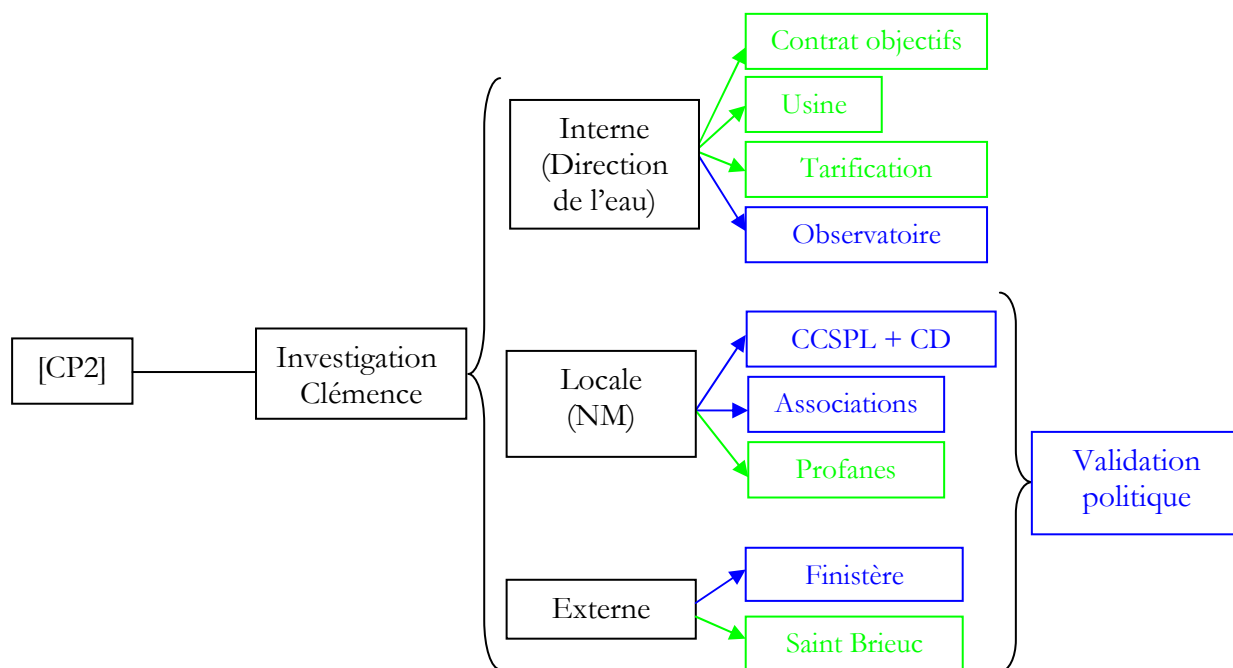 Contrat objectifs
Usine
Interne
(Direction
de l'eau)
Tarification
Observatoire
[CP2]
Investigation
Clémence
Locale
(NM)
CCSPL + CD
Associations
Profanes
Validation
politique
Externe
Finistère
Saint Brieuc